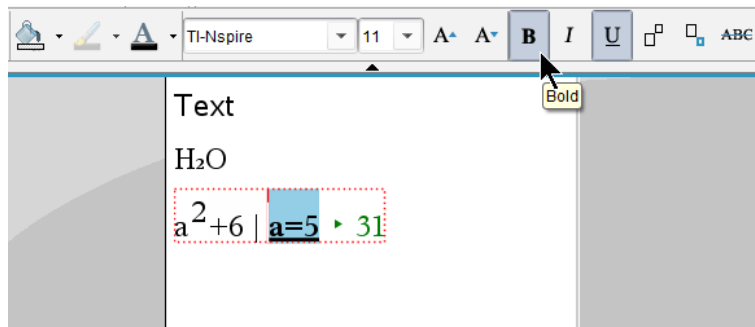 A TI-Nspire 11 A A B I U ABC
Bold
Text
H₂O
a²+6 | a=5 ▸ 31